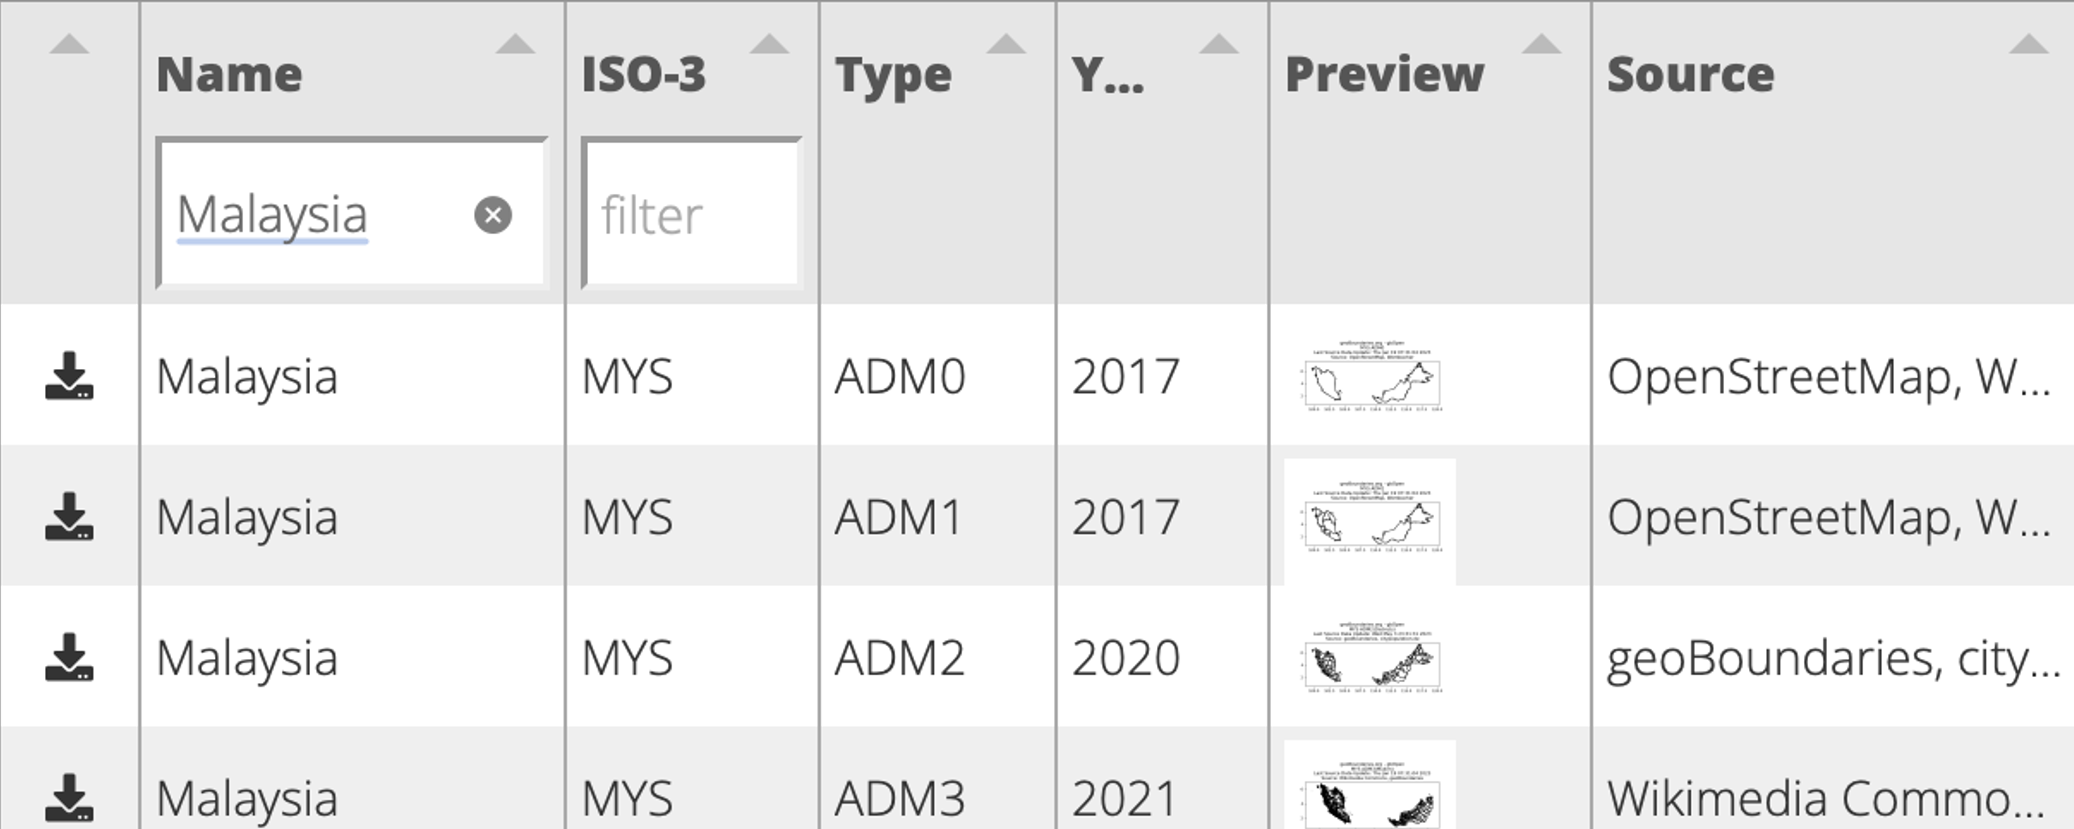 Name ISO-3 Type Y... Preview Source
Malaysia filter
Malaysia MYS ADM0 2017 OpenStreetMap, W...
Malaysia MYS ADM1 2017 OpenStreetMap, W...
Malaysia MYS ADM2 2020 geoBoundaries, city...
Malaysia MYS ADM3 2021 Wikimedia Commo...